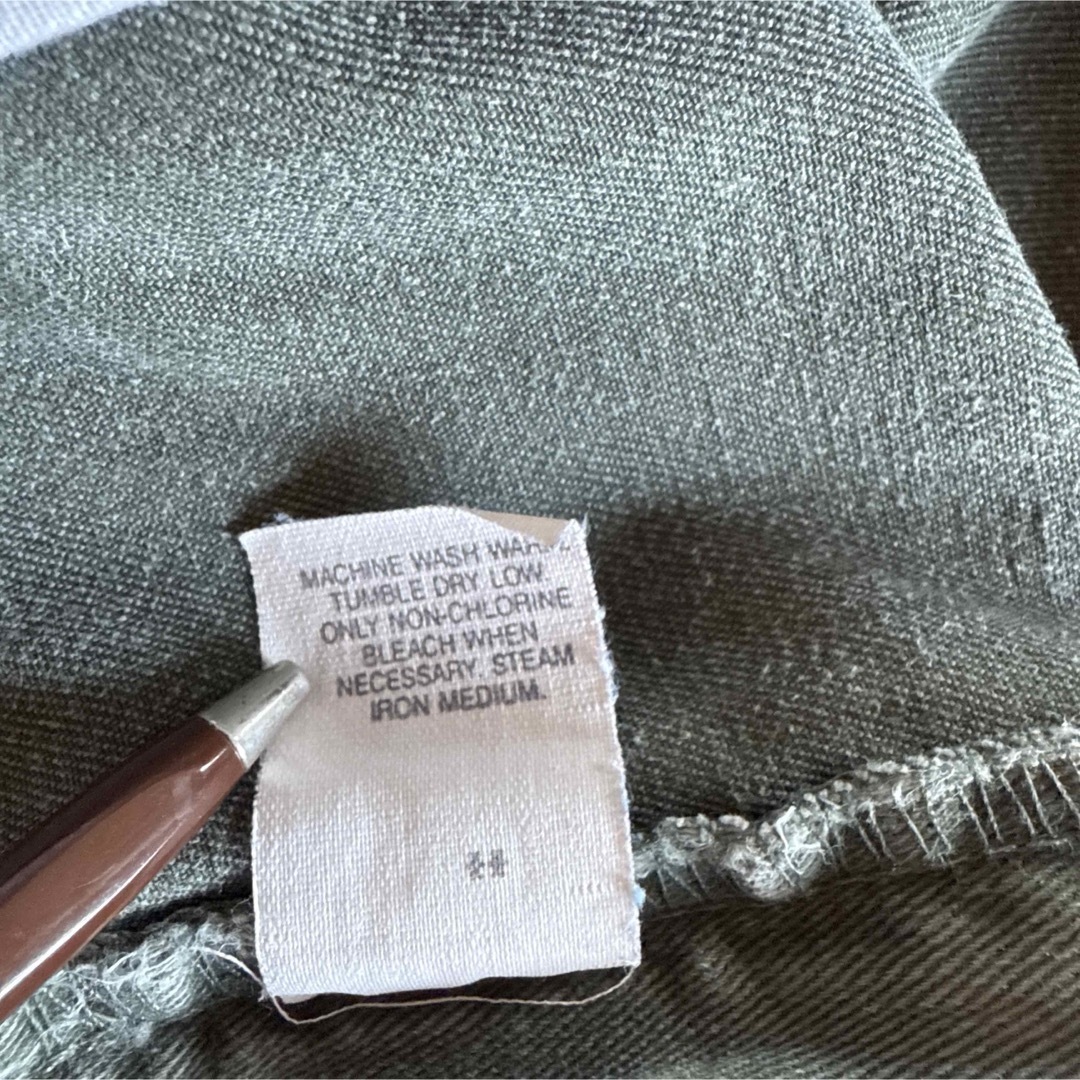 MACHINE WASH WARM.
TUMBLE DRY LOW.
ONLY NON-CHLORINE
BLEACH WHEN
NECESSARY. STEAM
IRON MEDIUM.